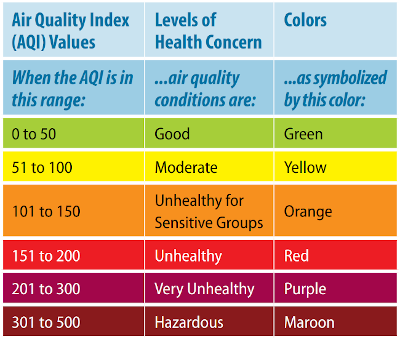 Air Quality Index
(AQI) Values
Levels of
Health Concern
Colors
When the AQI is in
this range:
...air quality
conditions are:
...as symbolized
by this color:
0 to 50
Good
Green
51 to 100
Moderate
Yellow
101 to 150
Unhealthy for
Sensitive Groups
Orange
151 to 200
Unhealthy
Red
201 to 300
Very Unhealthy
Purple
301 to 500
Hazardous
Maroon